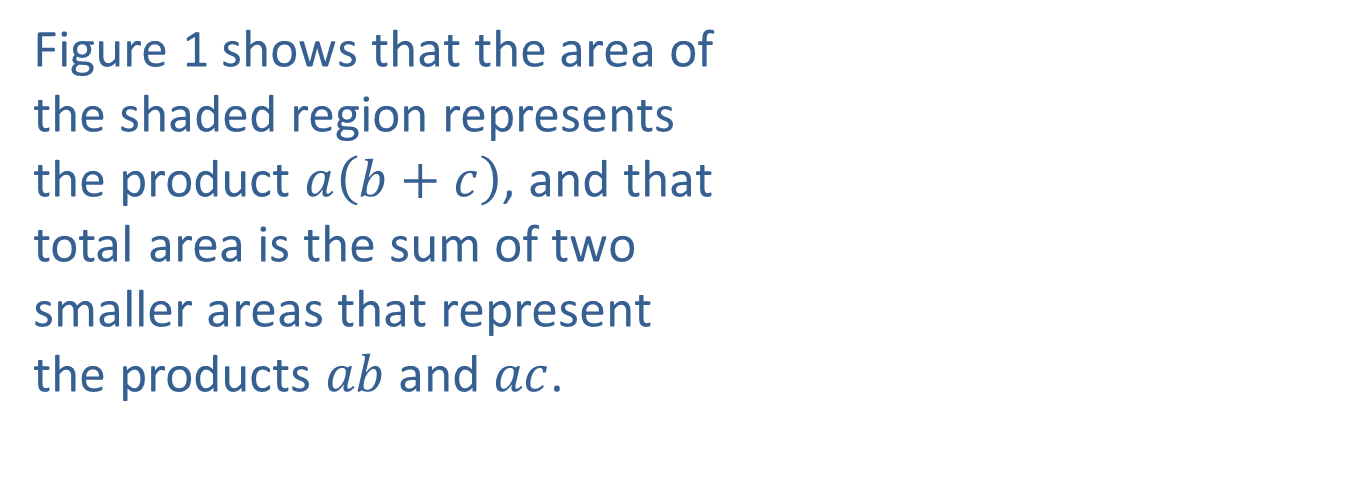 Figure 1 shows that the area of
the shaded region represents
the product 𝑎(𝑏 + 𝑐), and that
total area is the sum of two
smaller areas that represent
the products 𝑎𝑏 and 𝑎𝑐.